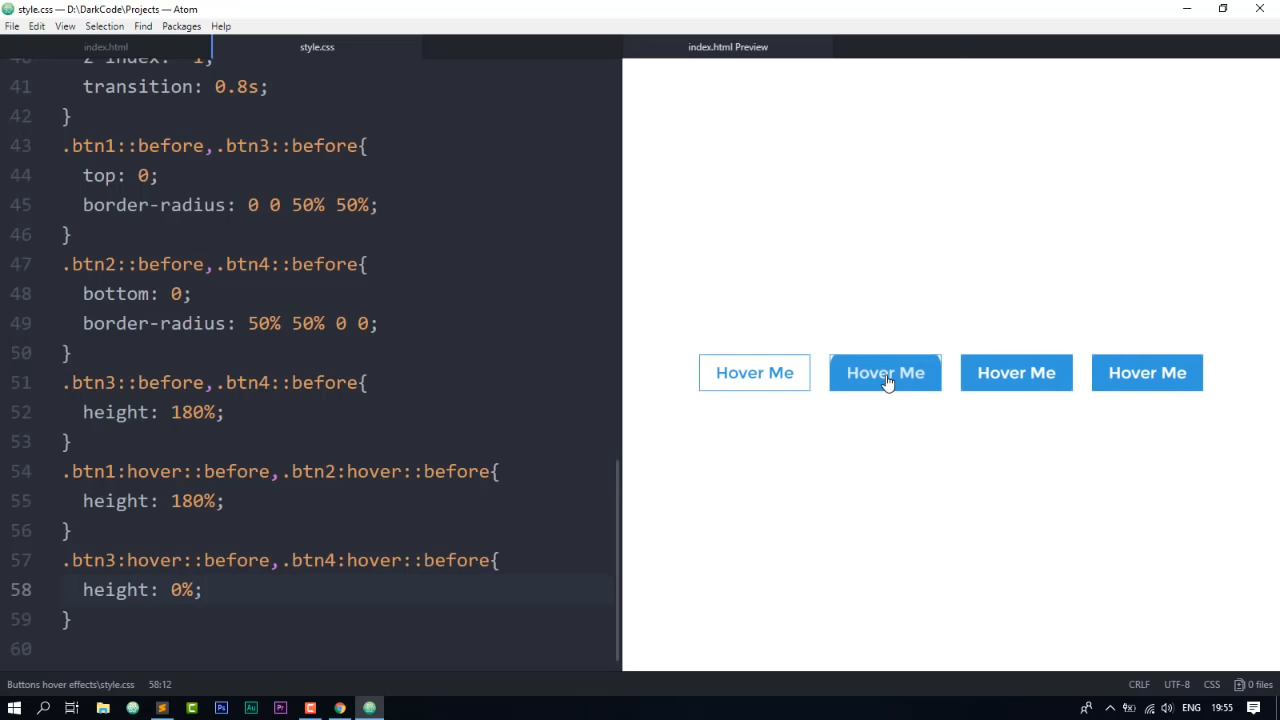 style.css — D:\DarkCode\Projects — Atom
File Edit View Selection Find Packages Help
index.html style.css index.html Preview
41 transition: 0.8s;
42 }
43 .btn1::before,.btn3::before{
44 top: 0;
45 border-radius: 0 0 50% 50%;
46 }
47 .btn2::before,.btn4::before{
48 bottom: 0;
49 border-radius: 50% 50% 0 0;
50 }
51 .btn3::before,.btn4::before{
52 height: 180%;
53 }
54 .btn1:hover::before,.btn2:hover::before{
55 height: 180%;
56 }
57 .btn3:hover::before,.btn4:hover::before{
58 height: 0%;
59 }
60
Hover Me Hover Me Hover Me Hover Me
Buttons hover effects\style.css 58:12 CRLF UTF-8 CSS 0 files
Ps Au Pr ENG 19:55